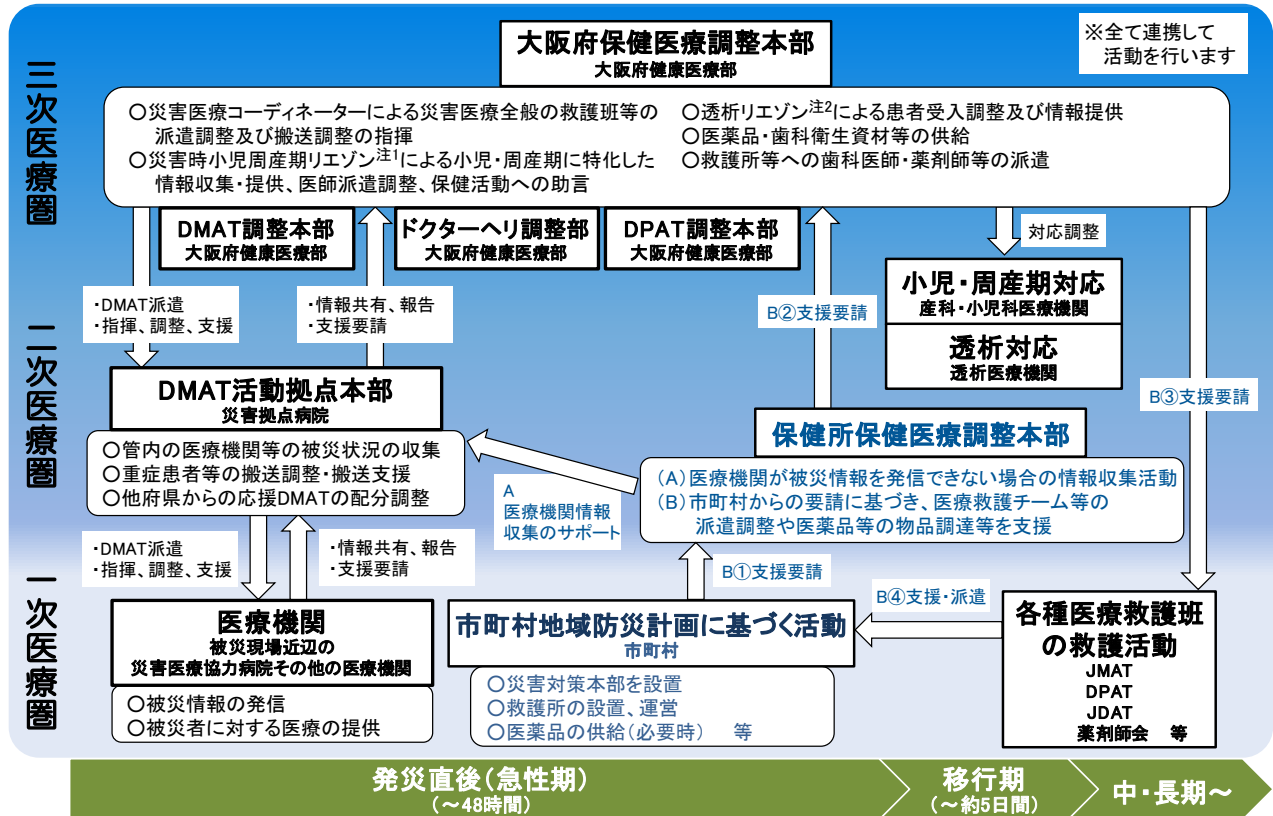 大阪府保健医療調整本部
大阪府健康医療部
※全て連携して
活動を行います
三次医療圏
○災害医療コーディネーターによる災害医療全般の救護班等の
派遣調整及び搬送調整の指揮
○災害時小児周産期リエゾン注1による小児・周産期に特化した
情報収集・提供、医師派遣調整、保健活動への助言
○透析リエゾン注2による患者受入調整及び情報提供
○医薬品・歯科衛生資材等の供給
○救護所等への歯科医師・薬剤師等の派遣
DMAT調整本部
大阪府健康医療部
ドクターヘリ調整部
大阪府健康医療部
DPAT調整本部
大阪府健康医療部
対応調整
・DMAT派遣
・指揮、調整、支援
・情報共有、報告
・支援要請
B②支援要請
小児・周産期対応
産科・小児科医療機関
透析対応
透析医療機関
B③支援要請
二次医療圏
DMAT活動拠点本部
災害拠点病院
○管内の医療機関等の被災状況の収集
○重症患者等の搬送調整・搬送支援
○他府県からの応援DMATの配分調整
保健所保健医療調整本部
(A)医療機関が被災情報を発信できない場合の情報収集活動
(B)市町村からの要請に基づき、医療救護チーム等の
派遣調整や医薬品等の物品調達等を支援
A
医療機関情報
収集のサポート
・DMAT派遣
・指揮、調整、支援
・情報共有、報告
・支援要請
B①支援要請
B④支援・派遣
一次医療圏
医療機関
被災現場近辺の
災害医療協力病院その他の医療機関
○被災情報の発信
○被災者に対する医療の提供
市町村地域防災計画に基づく活動
市町村
○災害対策本部を設置
○救護所の設置、運営
○医薬品の供給(必要時) 等
各種医療救護班
の救護活動
JMAT
DPAT
JDAT
薬剤師会 等
発災直後(急性期)
(～48時間)
移行期
(～約5日間)
中・長期～